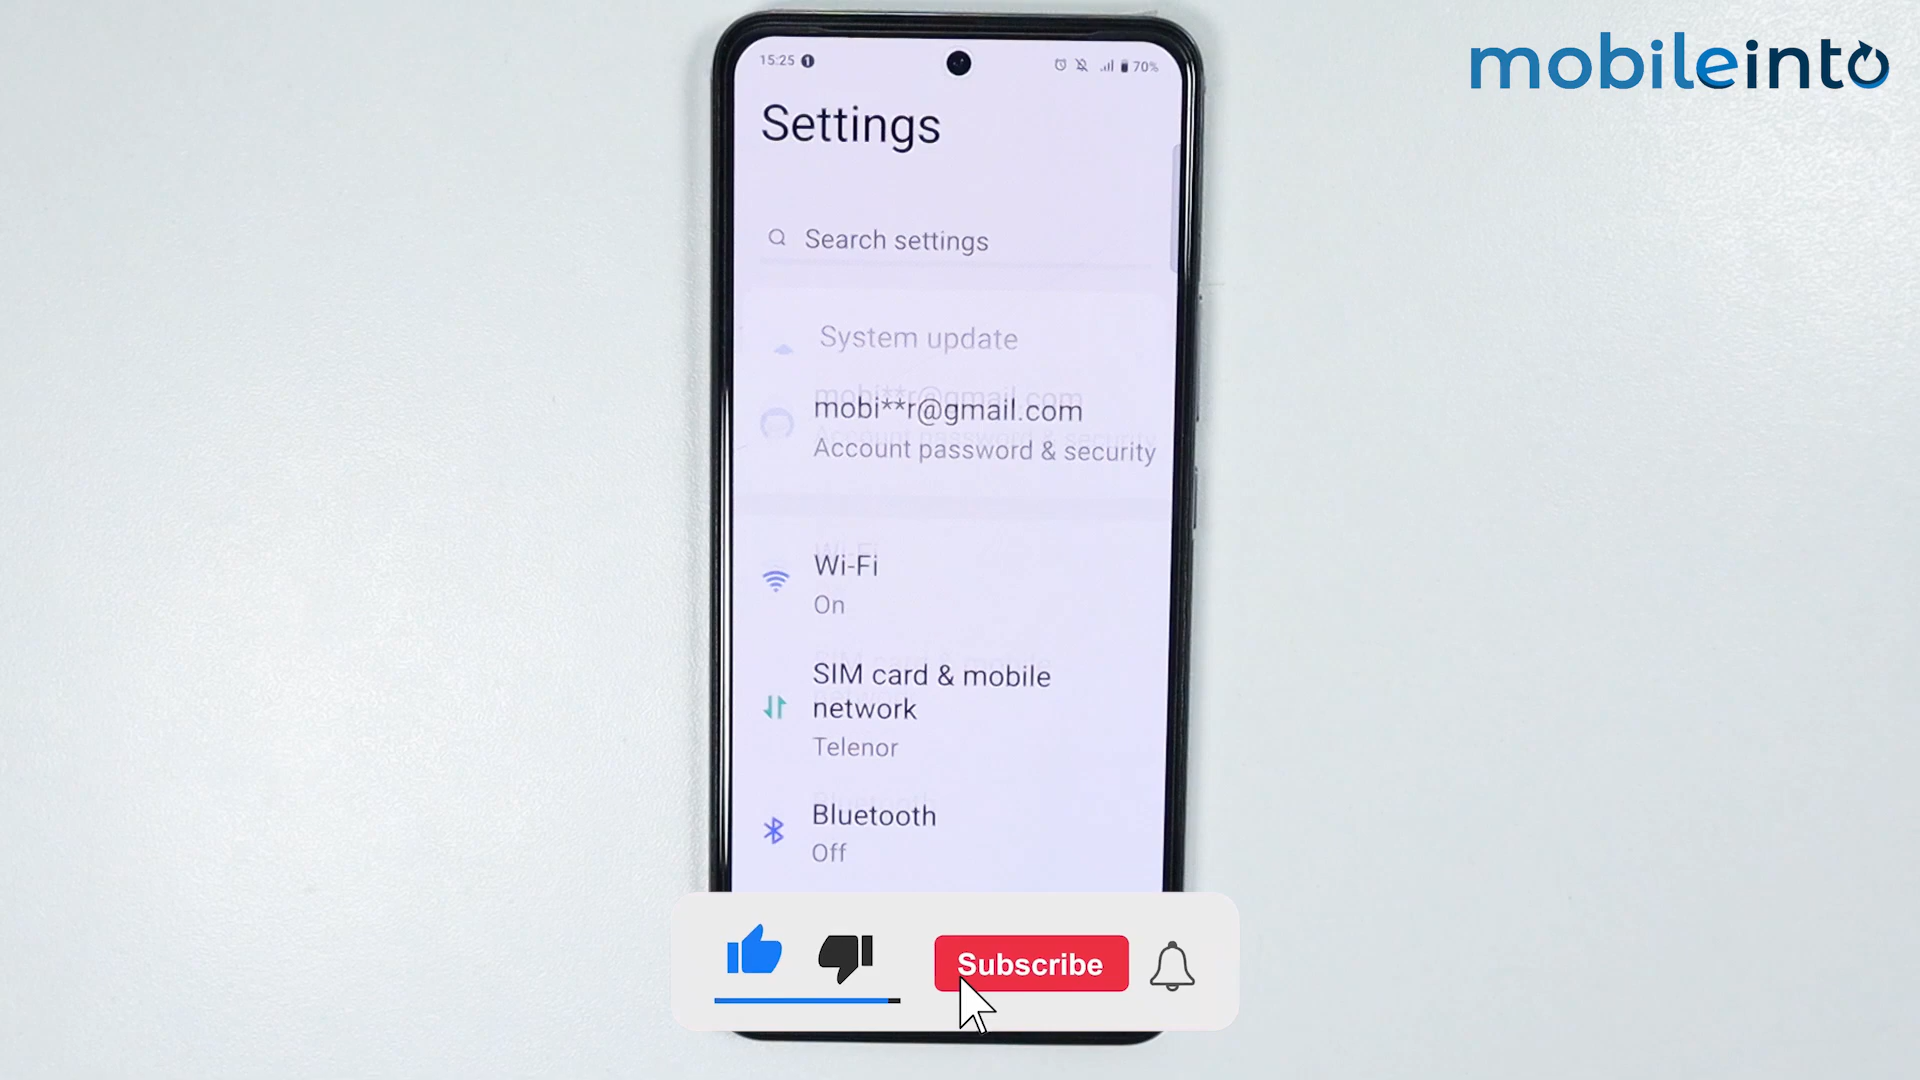 mobileinto
15:25
70%
Settings
Search settings
System update
mobi**r@gmail.com
Account password & security
Wi-Fi
On
SIM card & mobile
network
Telenor
Bluetooth
Off
Subscribe